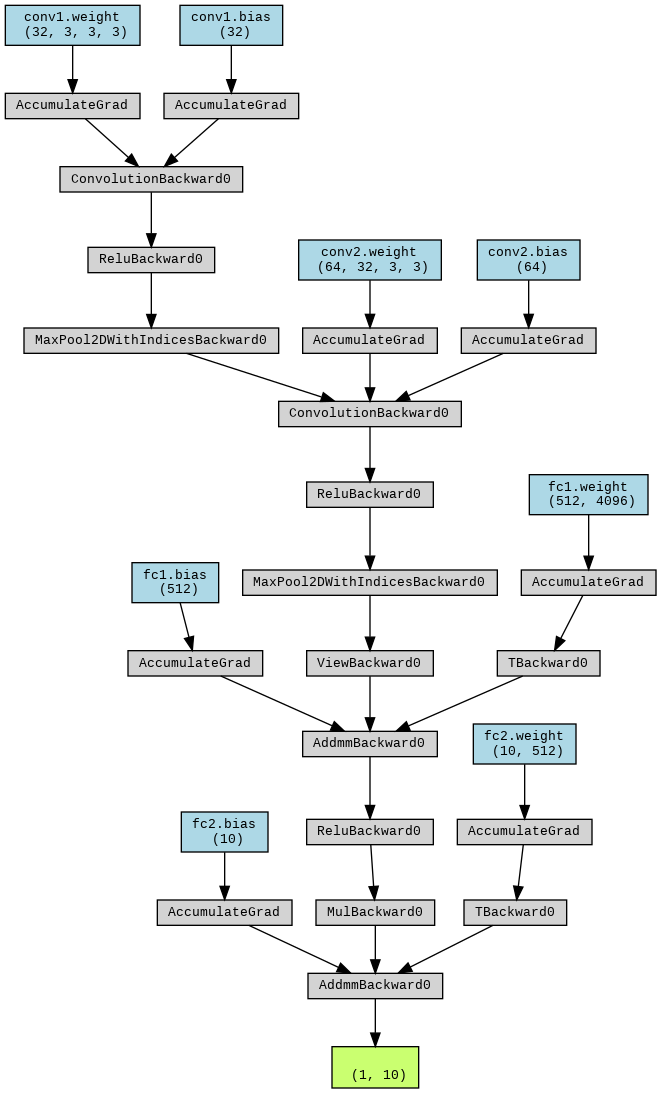 conv1.weight
(32, 3, 3, 3)
conv1.bias
(32)
AccumulateGrad
AccumulateGrad
ConvolutionBackward0
ReluBackward0
conv2.weight
(64, 32, 3, 3)
conv2.bias
(64)
MaxPool2DWithIndicesBackward0
AccumulateGrad
AccumulateGrad
ConvolutionBackward0
ReluBackward0
fc1.weight
(512, 4096)
fc1.bias
(512)
MaxPool2DWithIndicesBackward0
AccumulateGrad
AccumulateGrad
ViewBackward0
TBackward0
AddmmBackward0
fc2.weight
(10, 512)
fc2.bias
(10)
ReluBackward0
AccumulateGrad
AccumulateGrad
MulBackward0
TBackward0
AddmmBackward0
(1, 10)